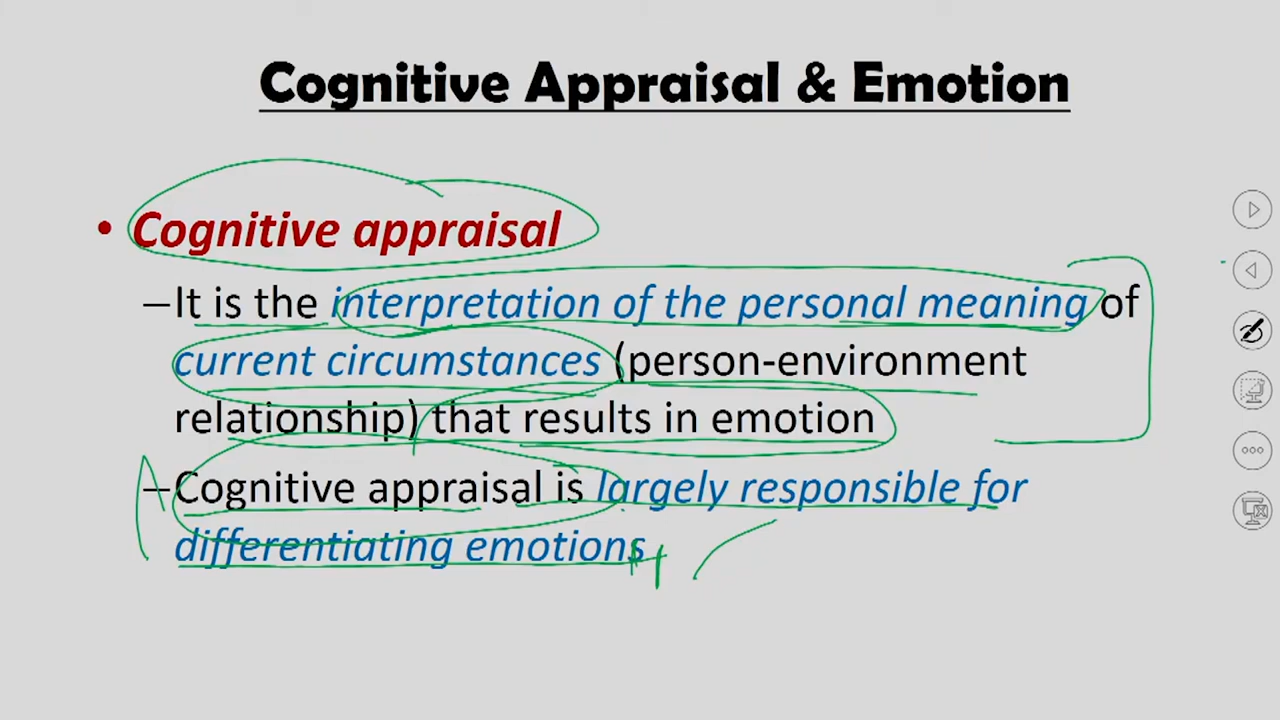 Cognitive Appraisal & Emotion
• Cognitive appraisal
–It is the interpretation of the personal meaning of
current circumstances (person-environment
relationship) that results in emotion
–Cognitive appraisal is largely responsible for
differentiating emotions